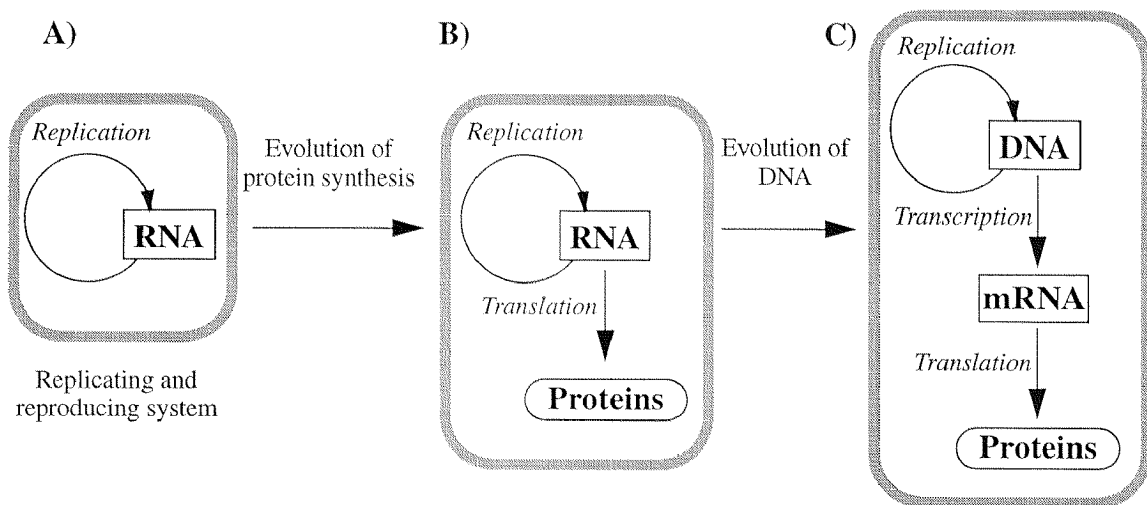 A)
Replication
RNA
Replicating and
reproducing system
Evolution of
protein synthesis
B)
Replication
RNA
Translation
Proteins
Evolution of
DNA
C)
Replication
DNA
Transcription
mRNA
Translation
Proteins